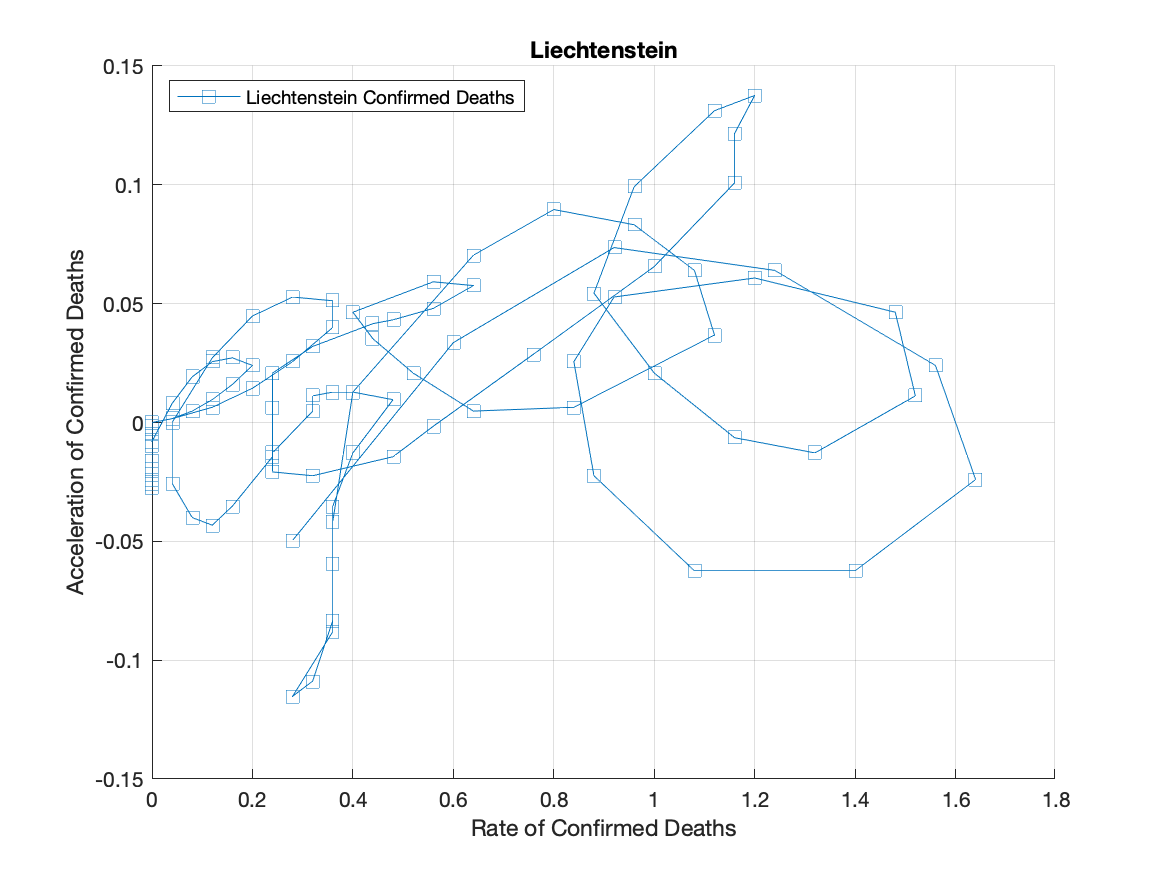 Liechtenstein
0.15
Liechtenstein Confirmed Deaths
0.1
0.05
0
-0.05
-0.1
-0.15
Acceleration of Confirmed Deaths
0 0.2 0.4 0.6 0.8 1 1.2 1.4 1.6 1.8
Rate of Confirmed Deaths